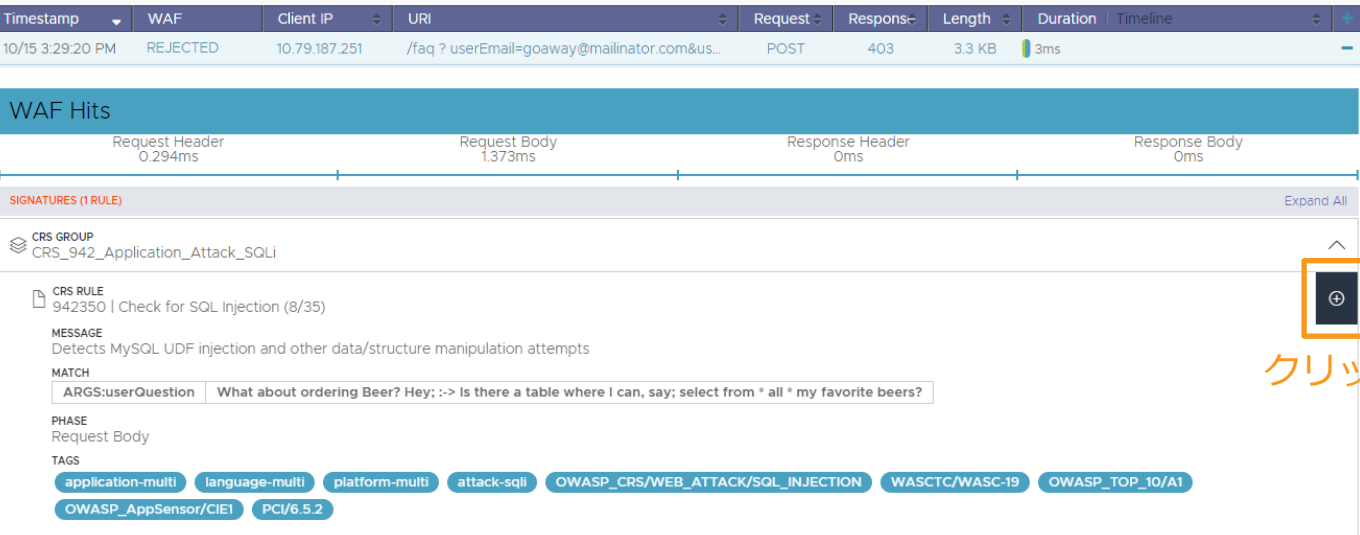 Timestamp WAF Client IP URI Request Respons Length Duration Timeline
10/15 3:29:20 PM REJECTED 10.79.187.251 /faq ? userEmail=goaway@mailinator.com&us... POST 403 3.3 KB 3ms
WAF Hits
Request Header Request Body Response Header Response Body
0.294ms 1.373ms 0ms 0ms
SIGNATURES (1 RULE) Expand All
CRS GROUP
CRS_942_Application_Attack_SQLi
CRS RULE
942350 | Check for SQL Injection (8/35)
MESSAGE
Detects MySQL UDF injection and other data/structure manipulation attempts
MATCH
クリッ
ARGS:userQuestion What about ordering Beer? Hey; :-> Is there a table where I can, say; select from * all * my favorite beers?
PHASE
Request Body
TAGS
application-multi language-multi platform-multi attack-sqli OWASP_CRS/WEB_ATTACK/SQL_INJECTION WASCTC/WASC-19 OWASP_TOP_10/A1
OWASP_AppSensor/CIE1 PCI/6.5.2